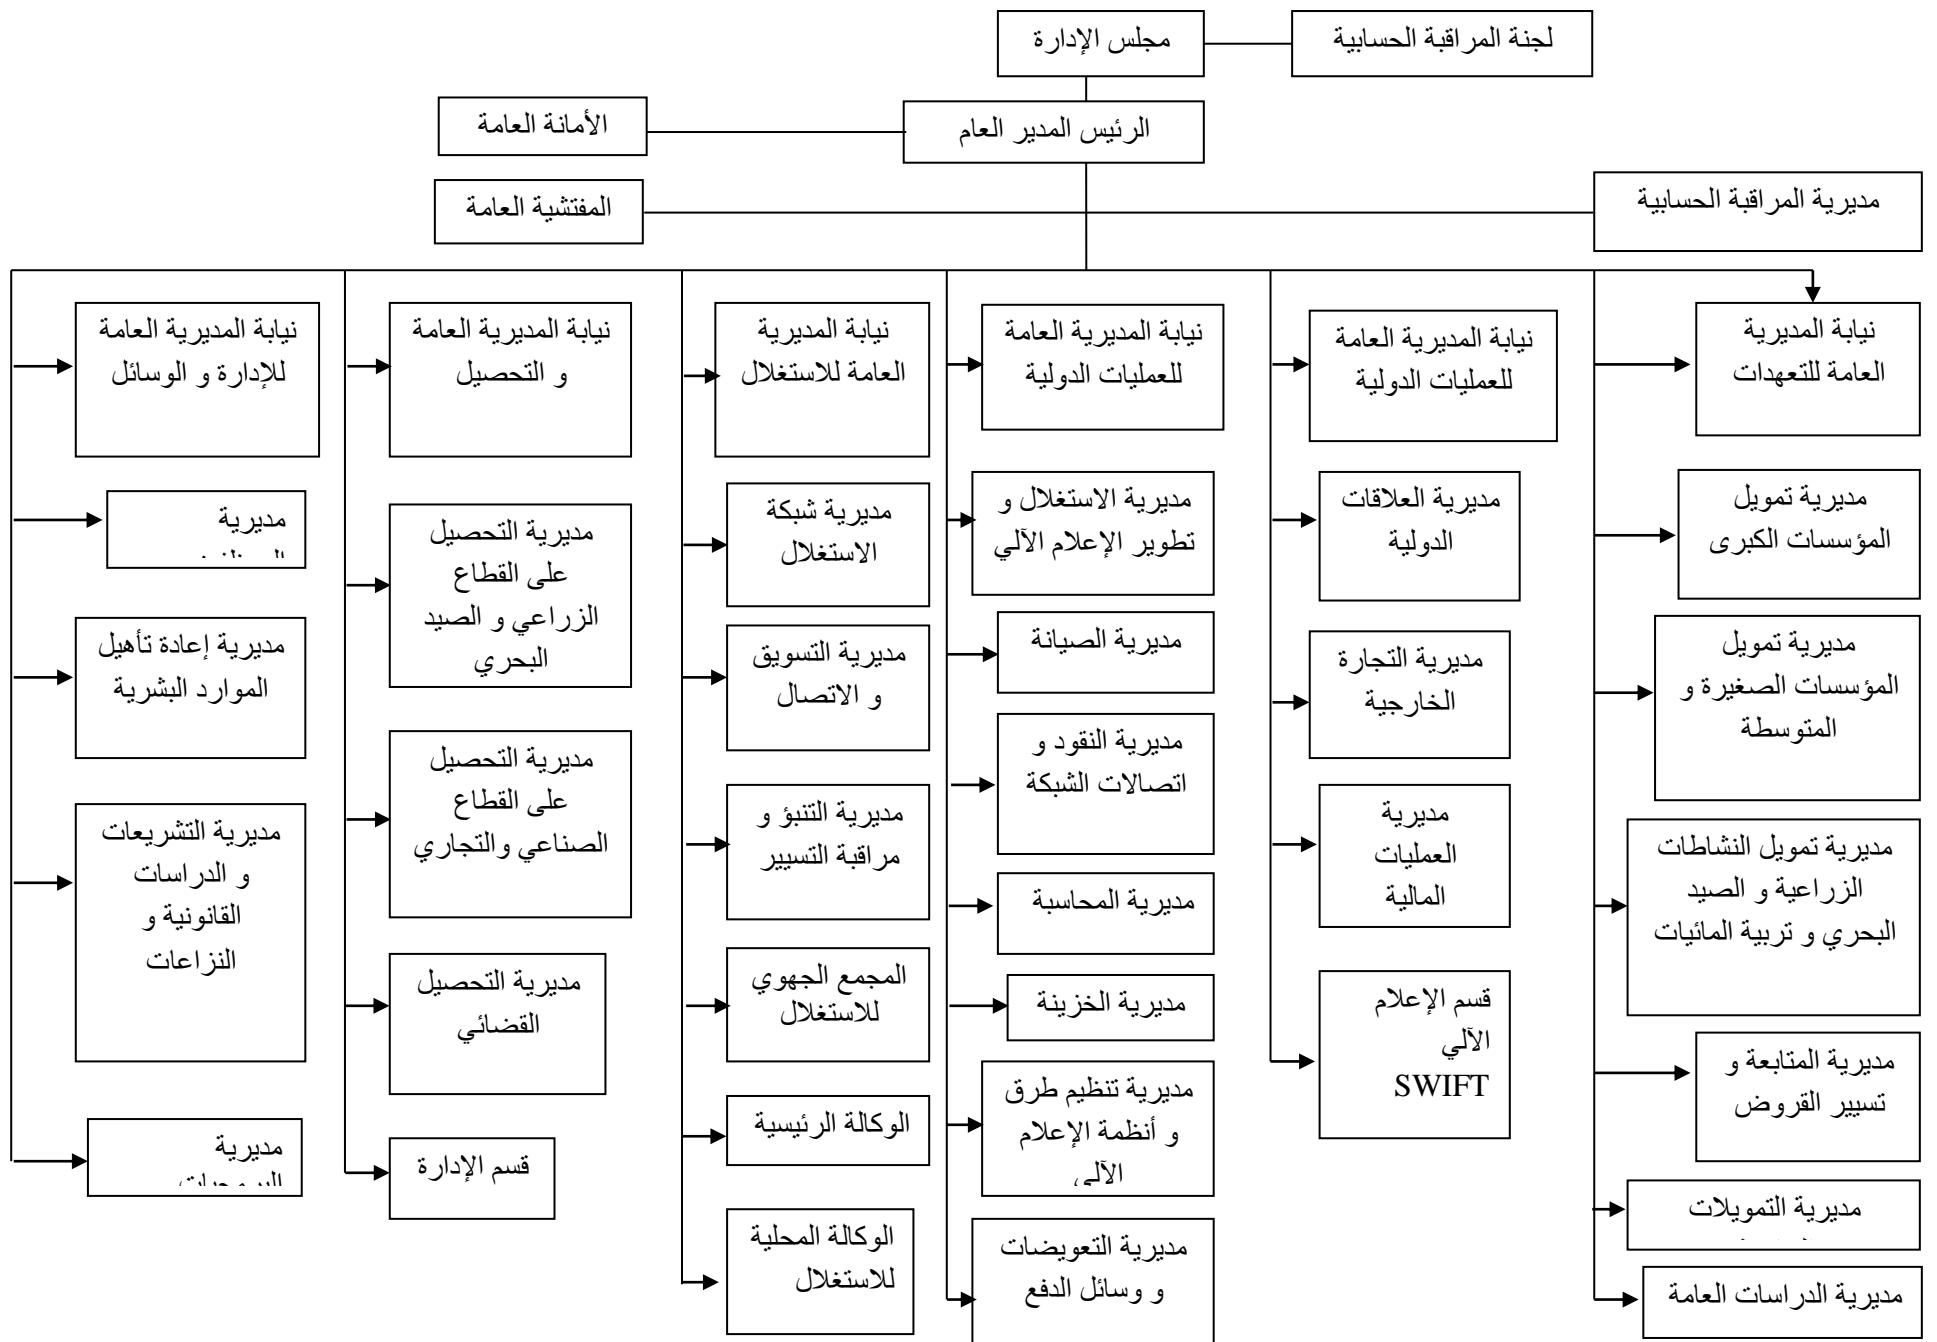 لجنة المراقبة الحسابية
مجلس الإدارة
الرئيس المدير العام
الأمانة العامة
مديرية المراقبة الحسابية
المفتشية العامة
نيابة المديرية
العامة للتعهدات
مديرية تمويل
المؤسسات الكبرى
مديرية تمويل
المؤسسات الصغيرة و
المتوسطة
مديرية تمويل النشاطات
الزراعية و الصيد
البحري و تربية المائيات
مديرية المتابعة و
تسيير القروض
مديرية التمويلات
مديرية الدراسات العامة
نيابة المديرية العامة
للعمليات الدولية
مديرية العلاقات
الدولية
مديرية التجارة
الخارجية
مديرية
العمليات
المالية
قسم الإعلام
الآلي
SWIFT
نيابة المديرية العامة
للعمليات الدولية
مديرية الاستغلال و
تطوير الإعلام الآلي
مديرية الصيانة
مديرية النقود و
اتصالات الشبكة
مديرية المحاسبة
مديرية الخزينة
مديرية تنظيم طرق
و أنظمة الإعلام
الآلي
مديرية التعويضات
و وسائل الدفع
نيابة المديرية
العامة للاستغلال
مديرية شبكة
الاستغلال
مديرية التسويق
و الاتصال
مديرية التنبؤ و
مراقبة التسيير
المجمع الجهوي
للاستغلال
الوكالة الرئيسية
الوكالة المحلية
للاستغلال
نيابة المديرية العامة
و التحصيل
مديرية التحصيل
على القطاع
الزراعي و الصيد
البحري
مديرية التحصيل
على القطاع
الصناعي والتجاري
مديرية التحصيل
القضائي
قسم الإدارة
نيابة المديرية العامة
للإدارة و الوسائل
مديرية
مديرية إعادة تأهيل
الموارد البشرية
مديرية التشريعات
و الدراسات
القانونية و
النزاعات
مديرية